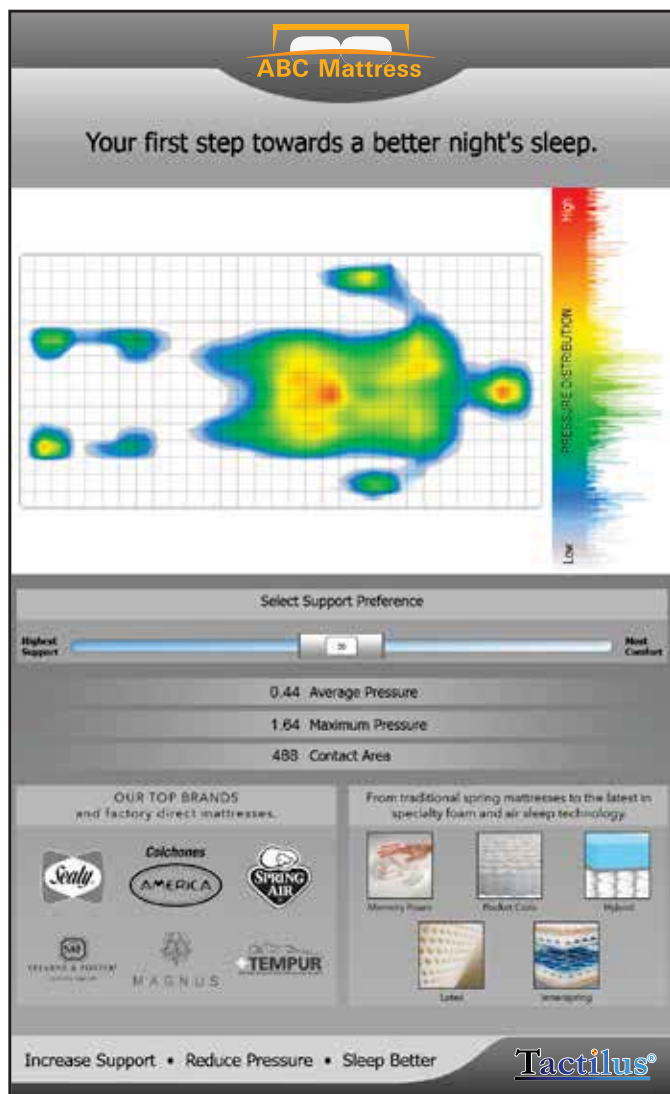 ABC Mattress
Your first step towards a better night's sleep.
High
PRESSURE DISTRIBUTION
Low
Select Support Preference
Highest
Support
Most
Comfort
0.44 Average Pressure
1.64 Maximum Pressure
488 Contact Area
OUR TOP BRANDS
and factory direct mattresses.
From traditional spring mattresses to the latest in
specialty foam and air sleep technology.
Sealy
Colchones
AMERICA
SPRING
AIR
STEARNS & FOSTER
MAGNUS
TEMPUR
Memory Foam
Pocket Coils
Hybrid
Latex
Innerspring
Increase Support • Reduce Pressure • Sleep Better
Tactilus®